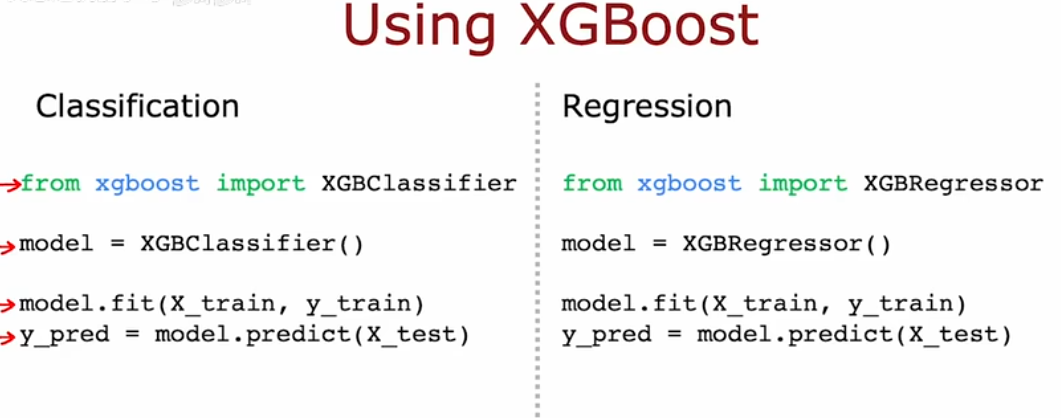 Using XGBoost
Classification
from xgboost import XGBClassifier
model = XGBClassifier()
model.fit(X_train, y_train)
y_pred = model.predict(X_test)
Regression
from xgboost import XGBRegressor
model = XGBRegressor()
model.fit(X_train, y_train)
y_pred = model.predict(X_test)